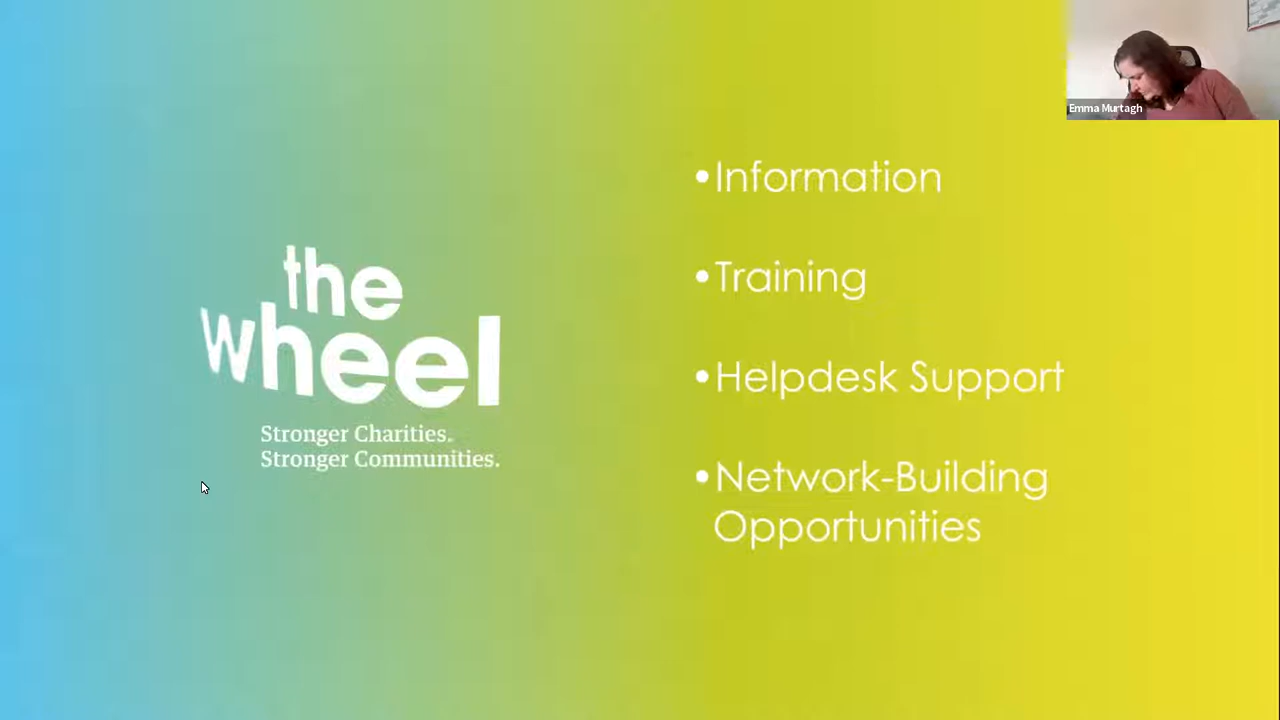 Emma Murtagh
the
wheel
Stronger Charities.
Stronger Communities.
•Information
•Training
•Helpdesk Support
•Network-Building
Opportunities